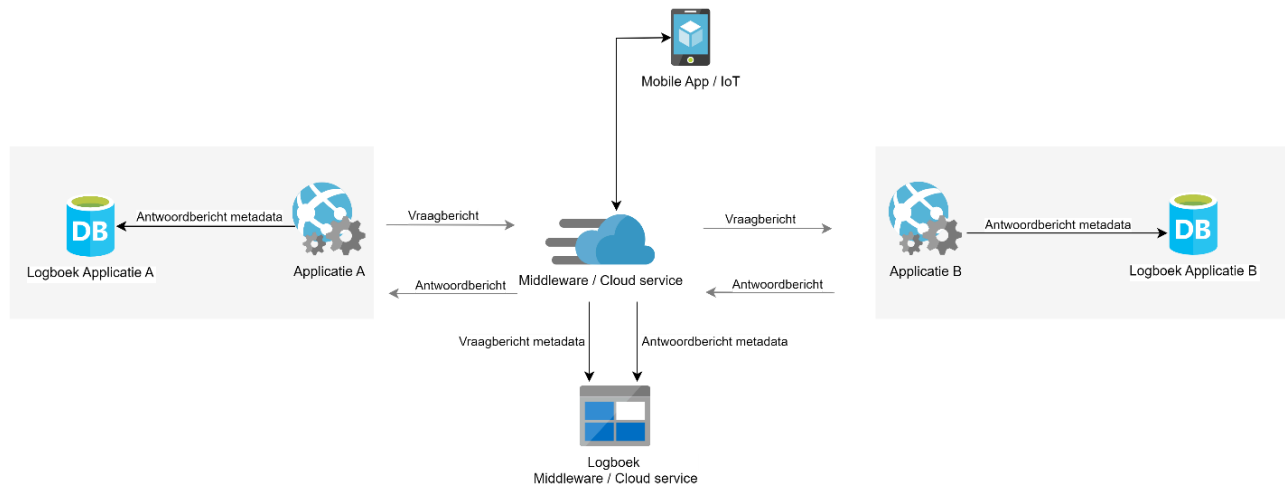 Mobile App / IoT
Antwoordbericht metadata
DB
Logboek Applicatie A
Applicatie A
Vraagbericht
Antwoordbericht
Middleware / Cloud service
Vraagbericht
Antwoordbericht
Applicatie B
Antwoordbericht metadata
DB
Logboek Applicatie B
Vraagbericht metadata
Antwoordbericht metadata
Logboek
Middleware / Cloud service